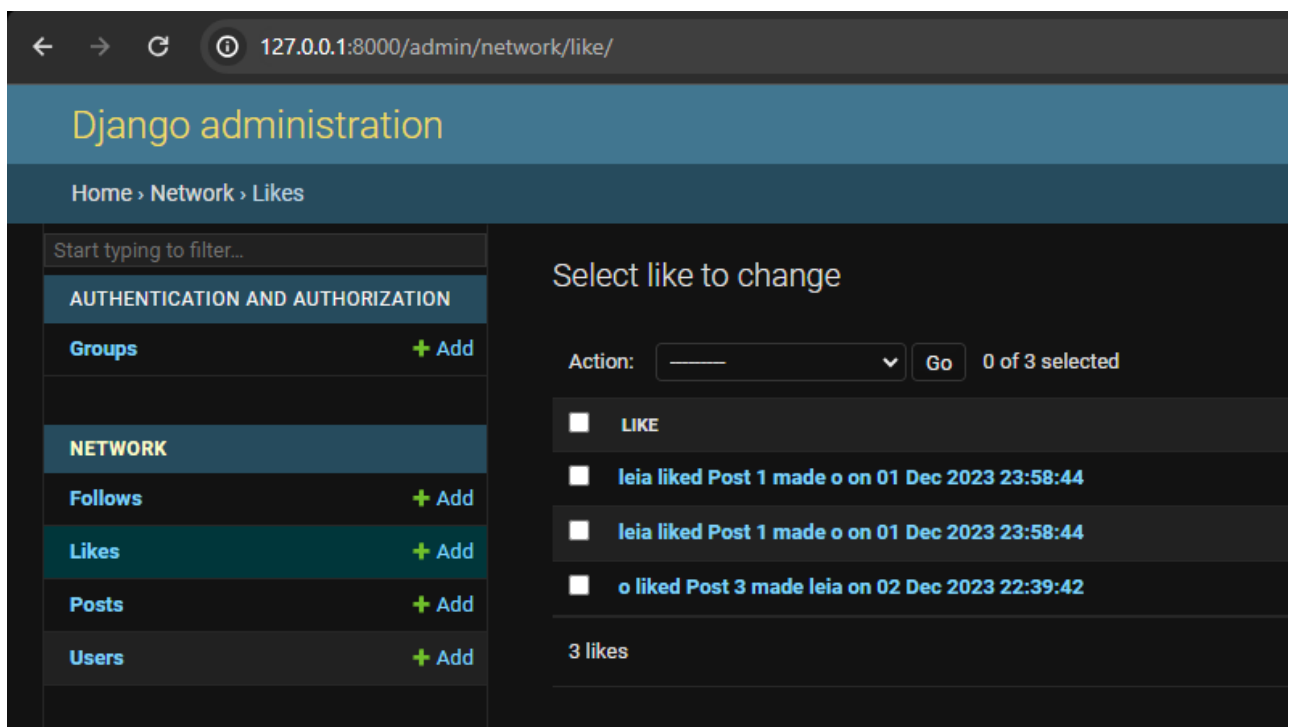 127.0.0.1:8000/admin/network/like/
Django administration
Home › Network › Likes
Start typing to filter...
AUTHENTICATION AND AUTHORIZATION
Groups + Add
NETWORK
Follows + Add
Likes + Add
Posts + Add
Users + Add
Select like to change
Action: --------- Go 0 of 3 selected
LIKE
leia liked Post 1 made o on 01 Dec 2023 23:58:44
leia liked Post 1 made o on 01 Dec 2023 23:58:44
o liked Post 3 made leia on 02 Dec 2023 22:39:42
3 likes